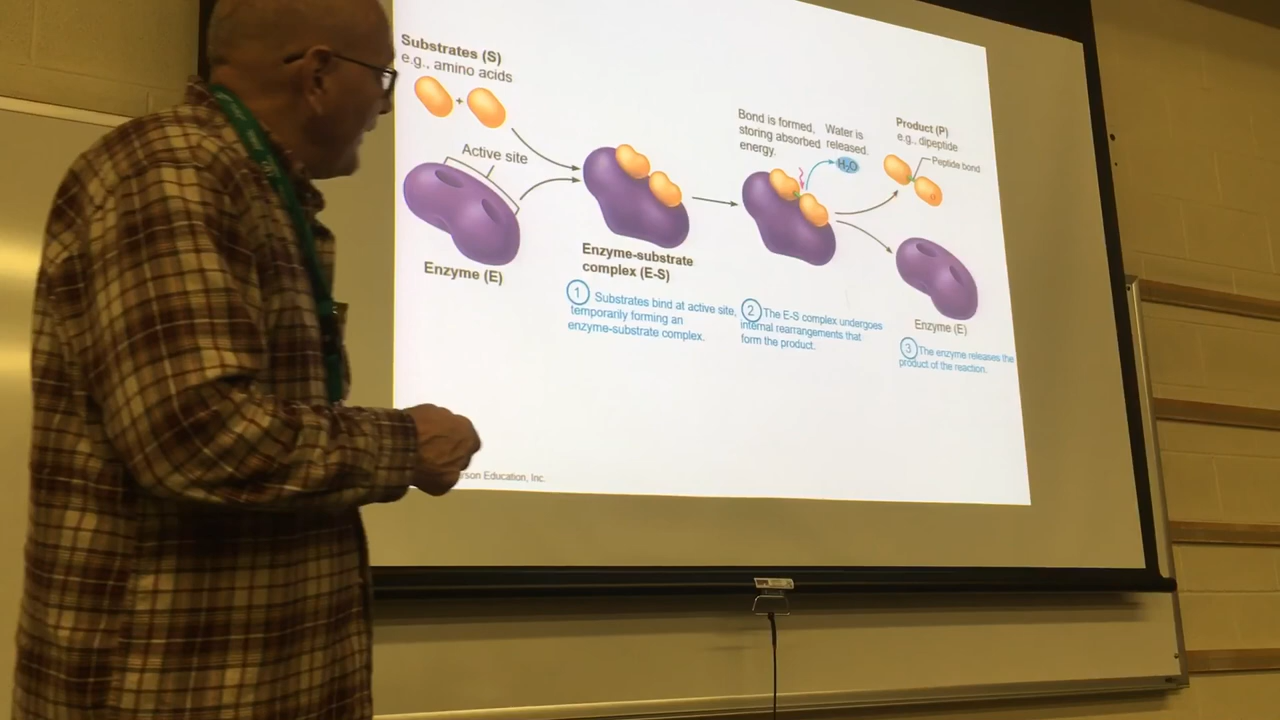 Substrates (S)
e.g., amino acids
+
Active site
Enzyme (E)
Enzyme-substrate
complex (E-S)
1 Substrates bind at active site,
temporarily forming an
enzyme-substrate complex.
Bond is formed,
storing absorbed
energy.
Water is
released.
H₂O
2 The E-S complex undergoes
internal rearrangements that
form the product.
Product (P)
e.g., dipeptide
Peptide bond
Enzyme (E)
3 The enzyme releases the
product of the reaction.
rson Education, Inc.